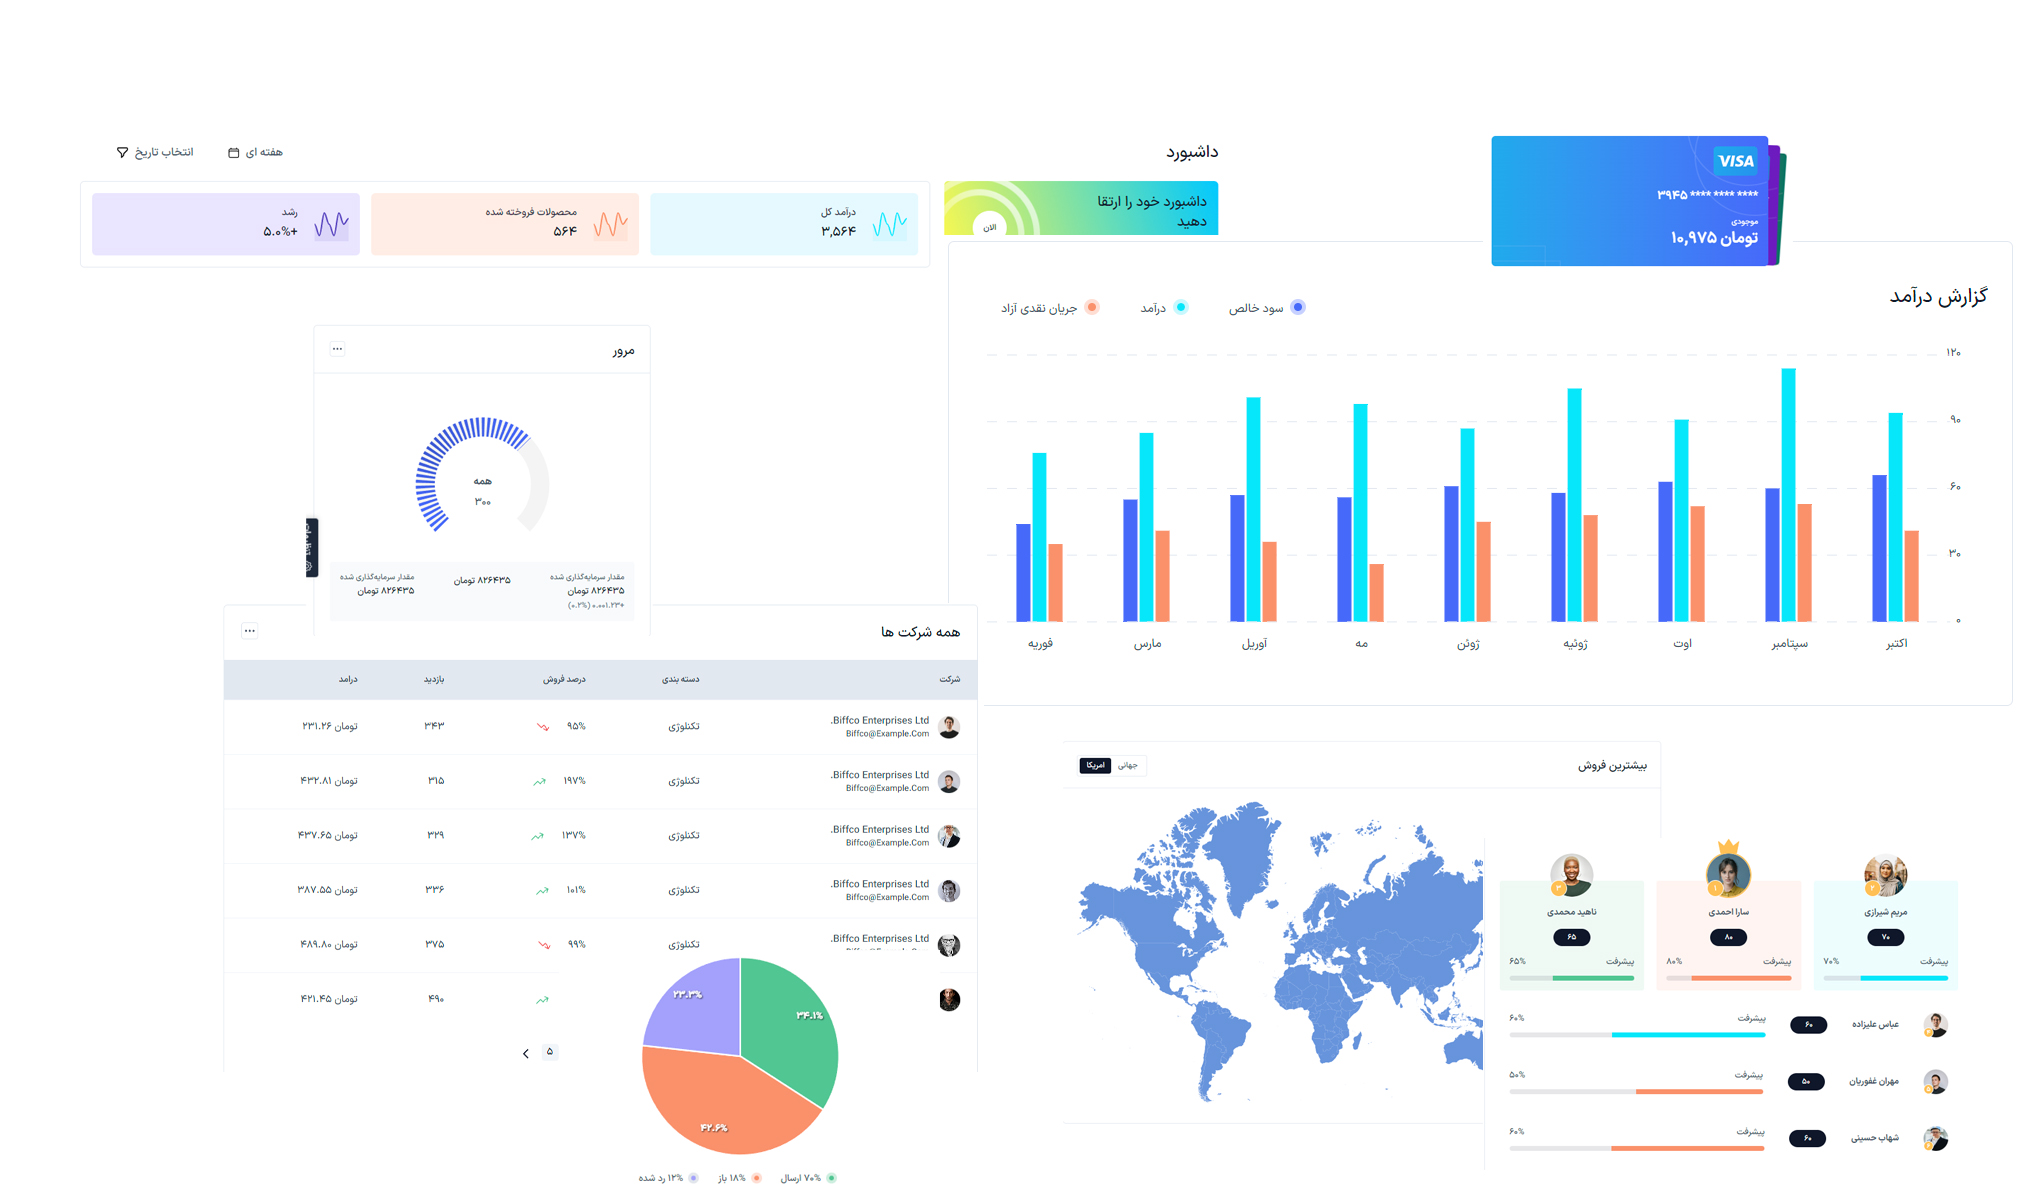 داشبورد
هفته ای
انتخاب تاریخ
VISA
**** **** **** ۳۹۴۵
موجودی
تومان ۱۰,۹۷۵
داشبورد خود را ارتقا
دهید
الان
درآمد کل
۳,۵۶۴
محصولات فروخته شده
۵۶۴
رشد
+۵.۰%
گزارش درآمد
سود خالص
درآمد
جریان نقدی آزاد
۱۲۰
۹۰
۶۰
۳۰
۰
فوریه
مارس
آوریل
مه
ژوئن
ژوئیه
اوت
سپتامبر
اکتبر
مرور
همه
۳۰۰
مقدار سرمایه‌گذاری شده
۸۲۶۴۳۵ تومان
+۰.۰۰۱.۲۳ (۰.۲%)
۸۲۶۴۳۵ تومان
مقدار سرمایه‌گذاری شده
۸۲۶۴۳۵ تومان
همه شرکت ها
شرکت دسته بندی درصد فروش بازدید درامد
Biffco Enterprises Ltd.
Biffco@Example.Com
تکنلوژی ۹۵% ۳۴۳ تومان ۲۳۱.۲۶
Biffco Enterprises Ltd.
Biffco@Example.Com
تکنلوژی ۱۹۷% ۳۱۵ تومان ۴۳۲.۸۱
Biffco Enterprises Ltd.
Biffco@Example.Com
تکنلوژی ۱۳۷% ۳۲۹ تومان ۴۳۷.۶۵
Biffco Enterprises Ltd.
Biffco@Example.Com
تکنلوژی ۱۰۱% ۳۳۶ تومان ۳۸۷.۵۵
Biffco Enterprises Ltd.
تکنلوژی ۹۹% ۳۷۵ تومان ۴۸۹.۸۰
۴۹۰ تومان ۴۲۱.۴۵
۵
۳۴.۱%
۲۳.۳%
۴۲.۶%
۷۰% ارسال
۱۸% باز
۱۲% رد شده
بیشترین فروش
جهانی
امریکا
۲
مریم شیرازی
۷۰
پیشرفت ۷۰%
۱
سارا احمدی
۸۰
پیشرفت ۸۰%
۳
ناهید محمدی
۶۵
پیشرفت ۶۵%
عباس علیزاده
۶۰
پیشرفت ۶۰%
مهران غفوریان
۵۰
پیشرفت ۵۰%
شهاب حسینی
۶۰
پیشرفت ۶۰%